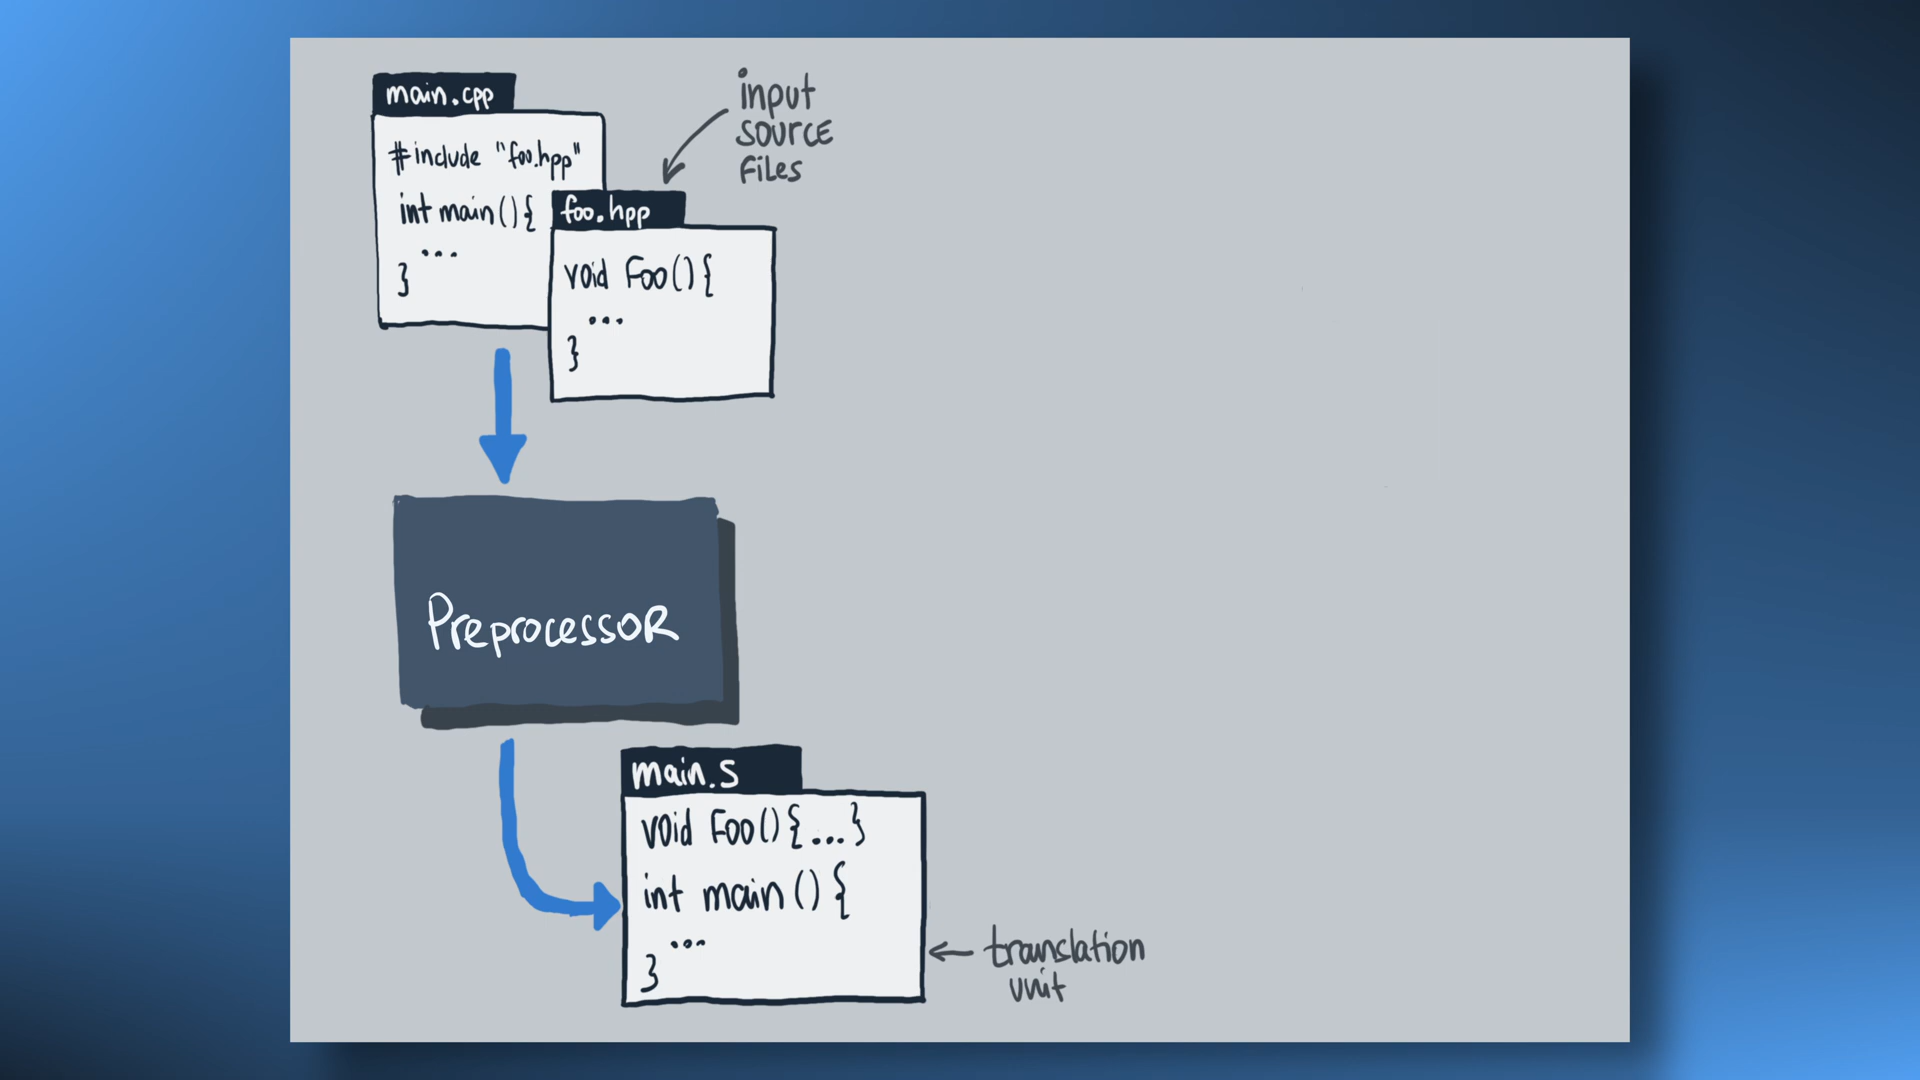 main.cpp
#include "foo.hpp"
int main(){
...
}
input
source
files
foo.hpp
void Foo(){
...
}
Preprocessor
main.s
void Foo(){...}
int main(){
...
}
translation
unit